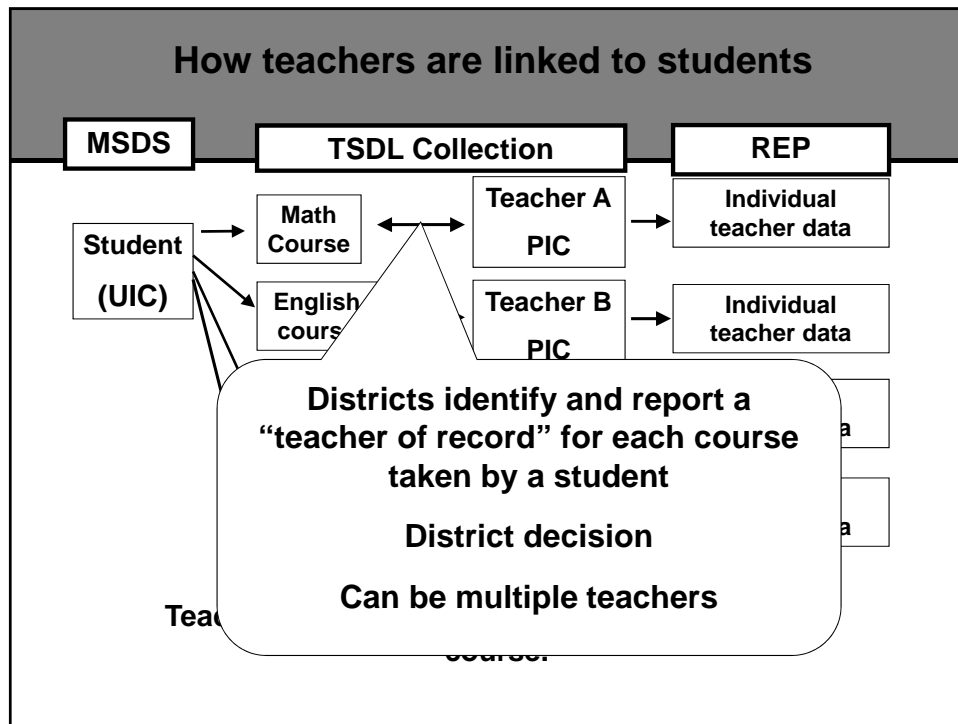 How teachers are linked to students
MSDS
TSDL Collection
REP
Student
(UIC)
Math
Course
Teacher A
PIC
Individual
teacher data
English
Teacher B
PIC
Individual
teacher data
Districts identify and report a
“teacher of record” for each course
taken by a student
District decision
Can be multiple teachers